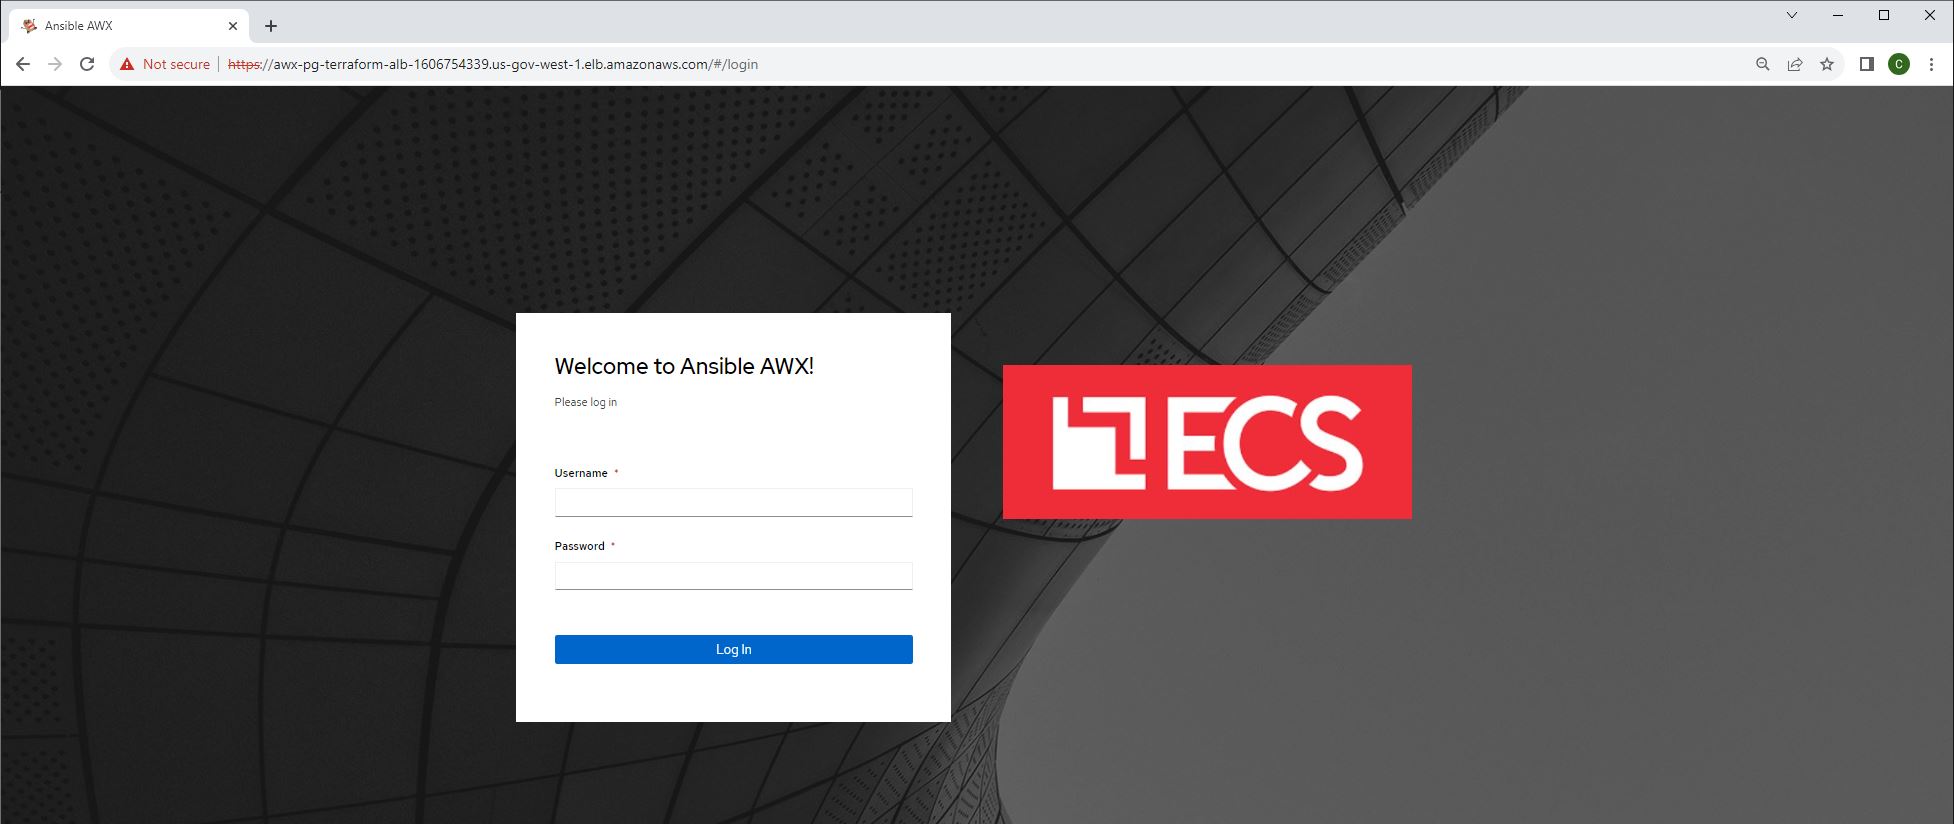 Ansible AWX
Not secure
https://awx-pg-terraform-alb-1606754339.us-gov-west-1.elb.amazonaws.com/#/login
C
Welcome to Ansible AWX!
Please log in
Username *
Password *
Log In
ECS